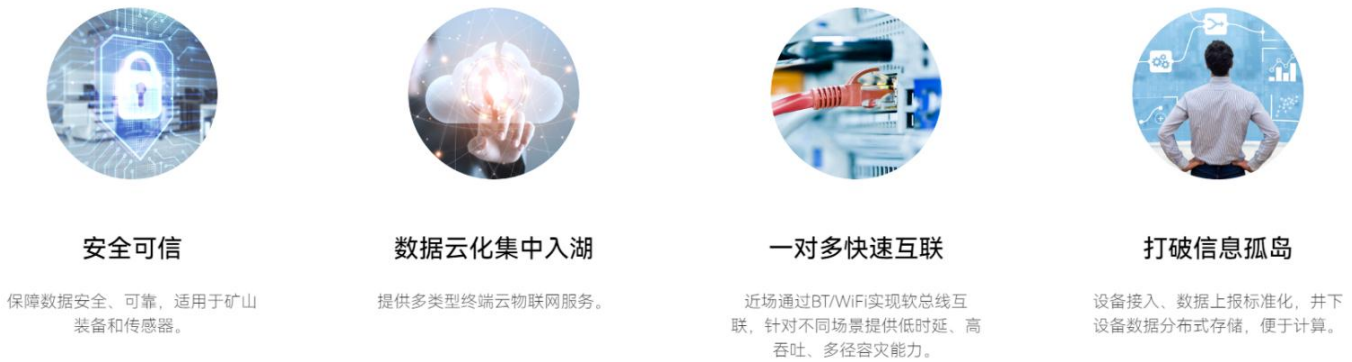 安全可信
保障数据安全、可靠，适用于矿山
装备和传感器。
数据云化集中入湖
提供多类型终端云物联网服务。
一对多快速互联
近场通过BT/WiFi实现软总线互
联，针对不同场景提供低时延、高
吞吐、多径容灾能力。
打破信息孤岛
设备接入、数据上报标准化，井下
设备数据分布式存储，便于计算。